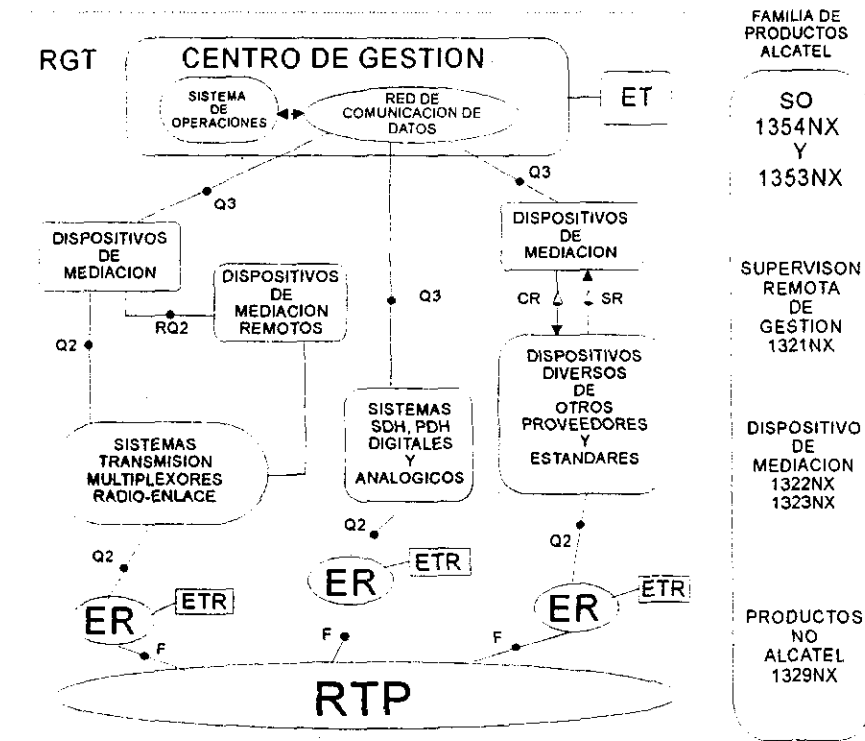 RGT
CENTRO DE GESTION
SISTEMA
DE
OPERACIONES
RED DE
COMUNICACION DE
DATOS
ET
Q3
Q3
Q3
DISPOSITIVOS
DE
MEDIACION
DISPOSITIVOS
DE
MEDIACION
REMOTOS
RQ2
Q2
DISPOSITIVOS
DE
MEDIACION
CR
SR
DISPOSITIVOS
DIVERSOS
DE
OTROS
PROVEEDORES
Y
ESTANDARES
SISTEMAS
TRANSMISION
MULTIPLEXORES
RADIO-ENLACE
SISTEMAS
SDH, PDH
DIGITALES
Y
ANALOGICOS
Q2
Q2
Q2
ER
ETR
ER
ETR
ER
ETR
F
F
F
RTP
FAMILIA DE
PRODUCTOS
ALCATEL
SO
1354NX
Y
1353NX
SUPERVISON
REMOTA
DE
GESTION
1321NX
DISPOSITIVO
DE
MEDIACION
1322NX
1323NX
PRODUCTOS
NO
ALCATEL
1329NX